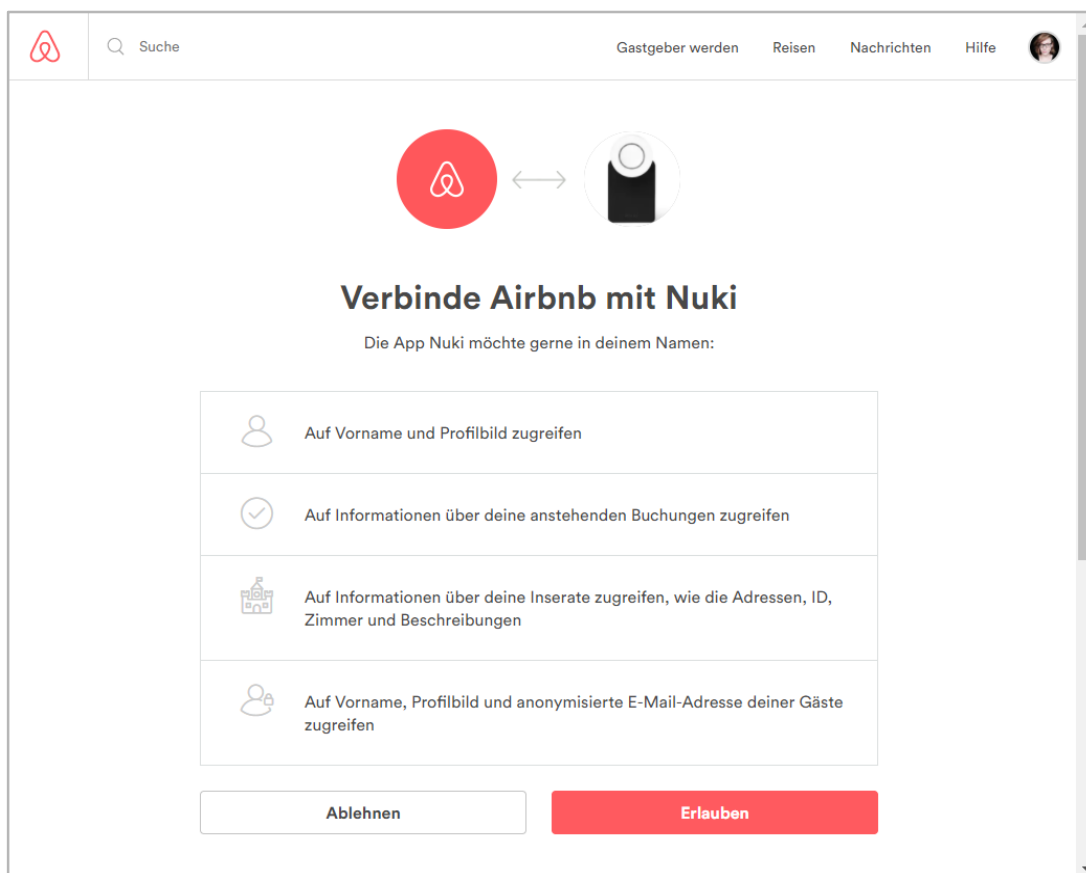 Suche
Gastgeber werden Reisen Nachrichten Hilfe
Verbinde Airbnb mit Nuki
Die App Nuki möchte gerne in deinem Namen:
Auf Vorname und Profilbild zugreifen
Auf Informationen über deine anstehenden Buchungen zugreifen
Auf Informationen über deine Inserate zugreifen, wie die Adressen, ID,
Zimmer und Beschreibungen
Auf Vorname, Profilbild und anonymisierte E-Mail-Adresse deiner Gäste
zugreifen
Ablehnen
Erlauben